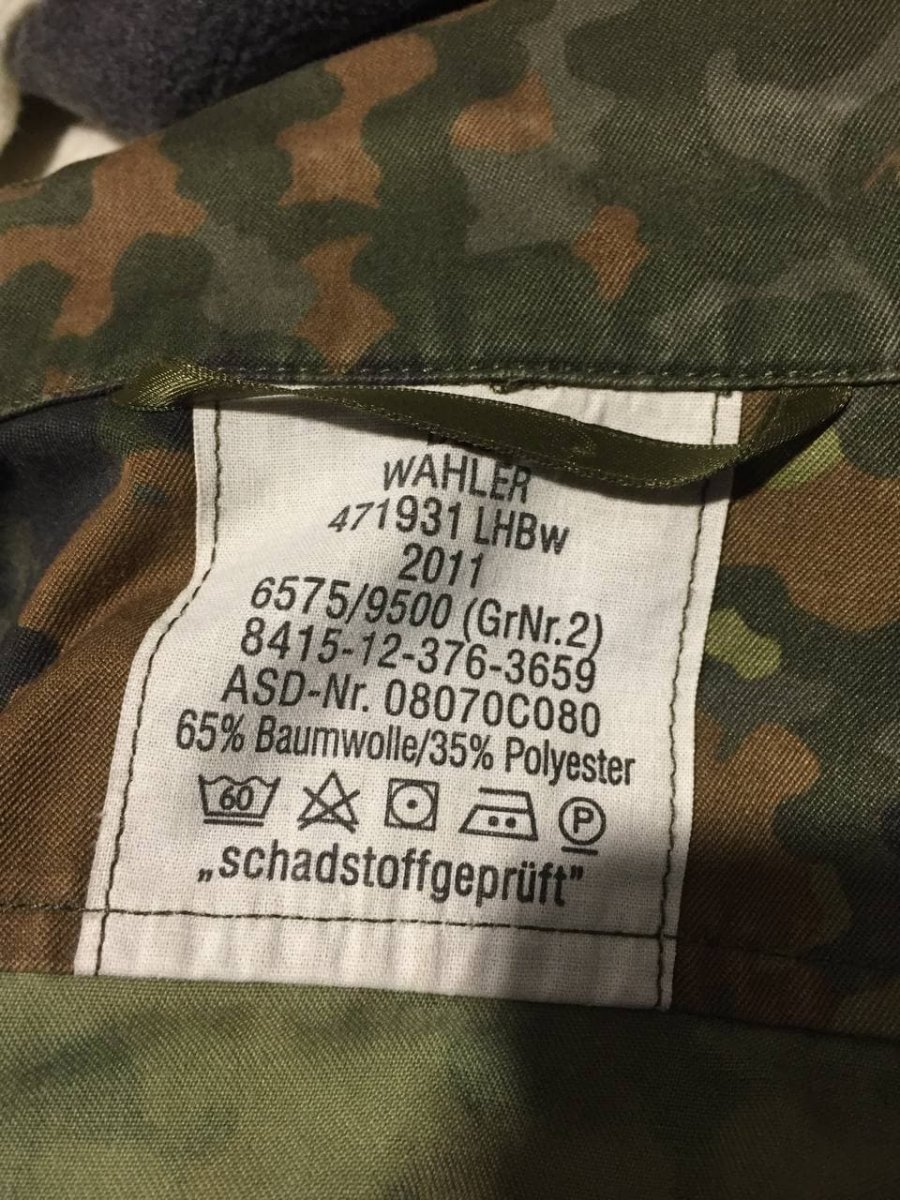 WAHLER
471931 LHBw
2011
6575/9500 (GrNr.2)
8415-12-376-3659
ASD-Nr. 08070C080
65% Baumwolle/35% Polyester
60 P
„schadstoffgeprüft"